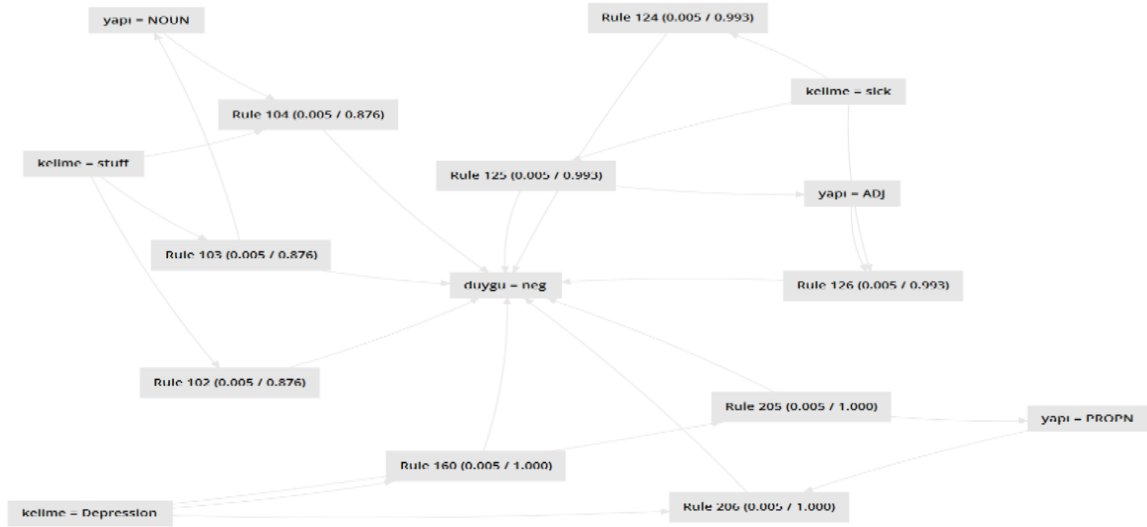 yapı = NOUN
Rule 124 (0.005 / 0.993)
kelime = sick
Rule 104 (0.005 / 0.876)
kelime = stuff
Rule 125 (0.005 / 0.993)
yapı = ADJ
Rule 103 (0.005 / 0.876)
duygu = neg
Rule 126 (0.005 / 0.993)
Rule 102 (0.005 / 0.876)
Rule 205 (0.005 / 1.000)
yapı = PROPN
Rule 160 (0.005 / 1.000)
Rule 206 (0.005 / 1.000)
kelime = Depression